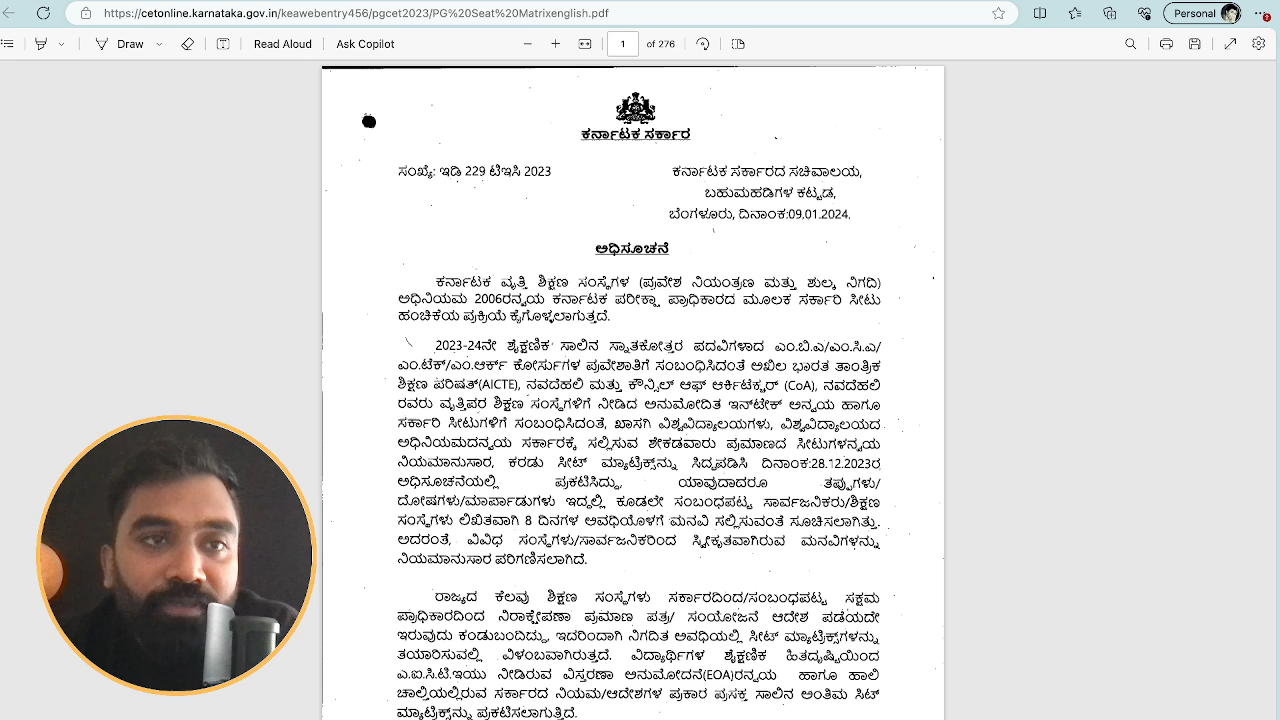 https://cetonline.karnataka.gov.in/keawebentry456/pgcet2023/PG%20Seat%20Matrixenglish.pdf
Personal
2
Draw
Read Aloud
Ask Copilot
1
of 276
ಕರ್ನಾಟಕ ಸರ್ಕಾರ
ಸಂಖ್ಯೆ: ಇಡಿ 229 ಟಿಇಸಿ 2023
ಕರ್ನಾಟಕ ಸರ್ಕಾರದ ಸಚಿವಾಲಯ,
ಬಹುಮಹಡಿಗಳ ಕಟ್ಟಡ,
ಬೆಂಗಳೂರು, ದಿನಾಂಕ:09.01.2024.
ಅಧಿಸೂಚನೆ
ಕರ್ನಾಟಕ ವೃತ್ತಿ ಶಿಕ್ಷಣ ಸಂಸ್ಥೆಗಳ (ಪ್ರವೇಶ ನಿಯಂತ್ರಣ ಮತ್ತು ಶುಲ್ಕ ನಿಗದಿ)
ಅಧಿನಿಯಮ 2006ರನ್ವಯ ಕರ್ನಾಟಕ ಪರೀಕ್ಷಾ ಪ್ರಾಧಿಕಾರದ ಮೂಲಕ ಸರ್ಕಾರಿ ಸೀಟು
ಹಂಚಿಕೆಯ ಪ್ರಕ್ರಿಯೆ ಕೈಗೊಳ್ಳಲಾಗುತ್ತದೆ.
2023-24ನೇ ಶೈಕ್ಷಣಿಕ ಸಾಲಿನ ಸ್ನಾತಕೋತ್ತರ ಪದವಿಗಳಾದ ಎಂ.ಬಿ.ಎ/ಎಂ.ಸಿ.ಎ/
ಎಂ.ಟೆಕ್/ಎಂ.ಆರ್ಕ್ ಕೋರ್ಸುಗಳ ಪ್ರವೇಶಾತಿಗೆ ಸಂಬಂಧಿಸಿದಂತೆ ಅಖಿಲ ಭಾರತ ತಾಂತ್ರಿಕ
ಶಿಕ್ಷಣ ಪರಿಷತ್(AICTE), ನವದೆಹಲಿ ಮತ್ತು ಕೌನ್ಸಿಲ್ ಆಫ್ ಆರ್ಕಿಟೆಕ್ಚರ್ (CoA), ನವದೆಹಲಿ
ರವರು ವೃತ್ತಿಪರ ಶಿಕ್ಷಣ ಸಂಸ್ಥೆಗಳಿಗೆ ನೀಡಿದ ಅನುಮೋದಿತ ಇನ್‌ಟೇಕ್ ಅನ್ವಯ ಹಾಗೂ
ಸರ್ಕಾರಿ ಸೀಟುಗಳಿಗೆ ಸಂಬಂಧಿಸಿದಂತೆ, ಖಾಸಗಿ ವಿಶ್ವವಿದ್ಯಾಲಯಗಳು, ವಿಶ್ವವಿದ್ಯಾಲಯದ
ಅಧಿನಿಯಮದನ್ವಯ ಸರ್ಕಾರಕ್ಕೆ ಸಲ್ಲಿಸುವ ಶೇಕಡವಾರು ಪ್ರಮಾಣದ ಸೀಟುಗಳನ್ವಯ
ನಿಯಮಾನುಸಾರ, ಕರಡು ಸೀಟ್ ಮ್ಯಾಟ್ರಿಕ್ಸ್‌ನ್ನು ಸಿದ್ಧಪಡಿಸಿ ದಿನಾಂಕ:28.12.2023ರ
ಅಧಿಸೂಚನೆಯಲ್ಲಿ ಪ್ರಕಟಿಸಿದ್ದು, ಯಾವುದಾದರೂ ತಪ್ಪುಗಳು/
ದೋಷಗಳು/ಮಾರ್ಪಾಡುಗಳು ಇದ್ದಲ್ಲಿ ಕೂಡಲೇ ಸಂಬಂಧಪಟ್ಟ ಸಾರ್ವಜನಿಕರು/ಶಿಕ್ಷಣ
ಸಂಸ್ಥೆಗಳು ಲಿಖಿತವಾಗಿ 8 ದಿನಗಳ ಅವಧಿಯೊಳಗೆ ಮನವಿ ಸಲ್ಲಿಸುವಂತೆ ಸೂಚಿಸಲಾಗಿತ್ತು.
ಅದರಂತೆ, ವಿವಿಧ ಸಂಸ್ಥೆಗಳು/ಸಾರ್ವಜನಿಕರಿಂದ ಸ್ವೀಕೃತವಾಗಿರುವ ಮನವಿಗಳನ್ನು
ನಿಯಮಾನುಸಾರ ಪರಿಗಣಿಸಲಾಗಿದೆ.
ರಾಜ್ಯದ ಕೆಲವು ಶಿಕ್ಷಣ ಸಂಸ್ಥೆಗಳು ಸರ್ಕಾರದಿಂದ/ಸಂಬಂಧಪಟ್ಟ ಸಕ್ಷಮ
ಪ್ರಾಧಿಕಾರದಿಂದ ನಿರಾಕ್ಷೇಪಣಾ ಪ್ರಮಾಣ ಪತ್ರ/ ಸಂಯೋಜನೆ ಆದೇಶ ಪಡೆಯದೇ
ಇರುವುದು ಕಂಡುಬಂದಿದ್ದು, ಇದರಿಂದಾಗಿ ನಿಗದಿತ ಅವಧಿಯಲ್ಲಿ ಸೀಟ್ ಮ್ಯಾಟ್ರಿಕ್ಸ್‌ಗಳನ್ನು
ತಯಾರಿಸುವಲ್ಲಿ ವಿಳಂಬವಾಗಿರುತ್ತದೆ. ವಿದ್ಯಾರ್ಥಿಗಳ ಶೈಕ್ಷಣಿಕ ಹಿತದೃಷ್ಟಿಯಿಂದ
ಎ.ಐ.ಸಿ.ಟಿ.ಇಯು ನೀಡಿರುವ ವಿಸ್ತರಣಾ ಅನುಮೋದನೆ(EOA)ರನ್ವಯ ಹಾಗೂ ಹಾಲಿ
ಚಾಲ್ತಿಯಲ್ಲಿರುವ ಸರ್ಕಾರದ ನಿಯಮ/ಆದೇಶಗಳ ಪ್ರಕಾರ ಪ್ರಸಕ್ತ ಸಾಲಿನ ಅಂತಿಮ ಸಿಟ್
ಮ್ಯಾಟ್ರಿಕ್ಸ್‌ನ್ನು ಪ್ರಕಟಿಸಲಾಗುತ್ತಿದೆ.